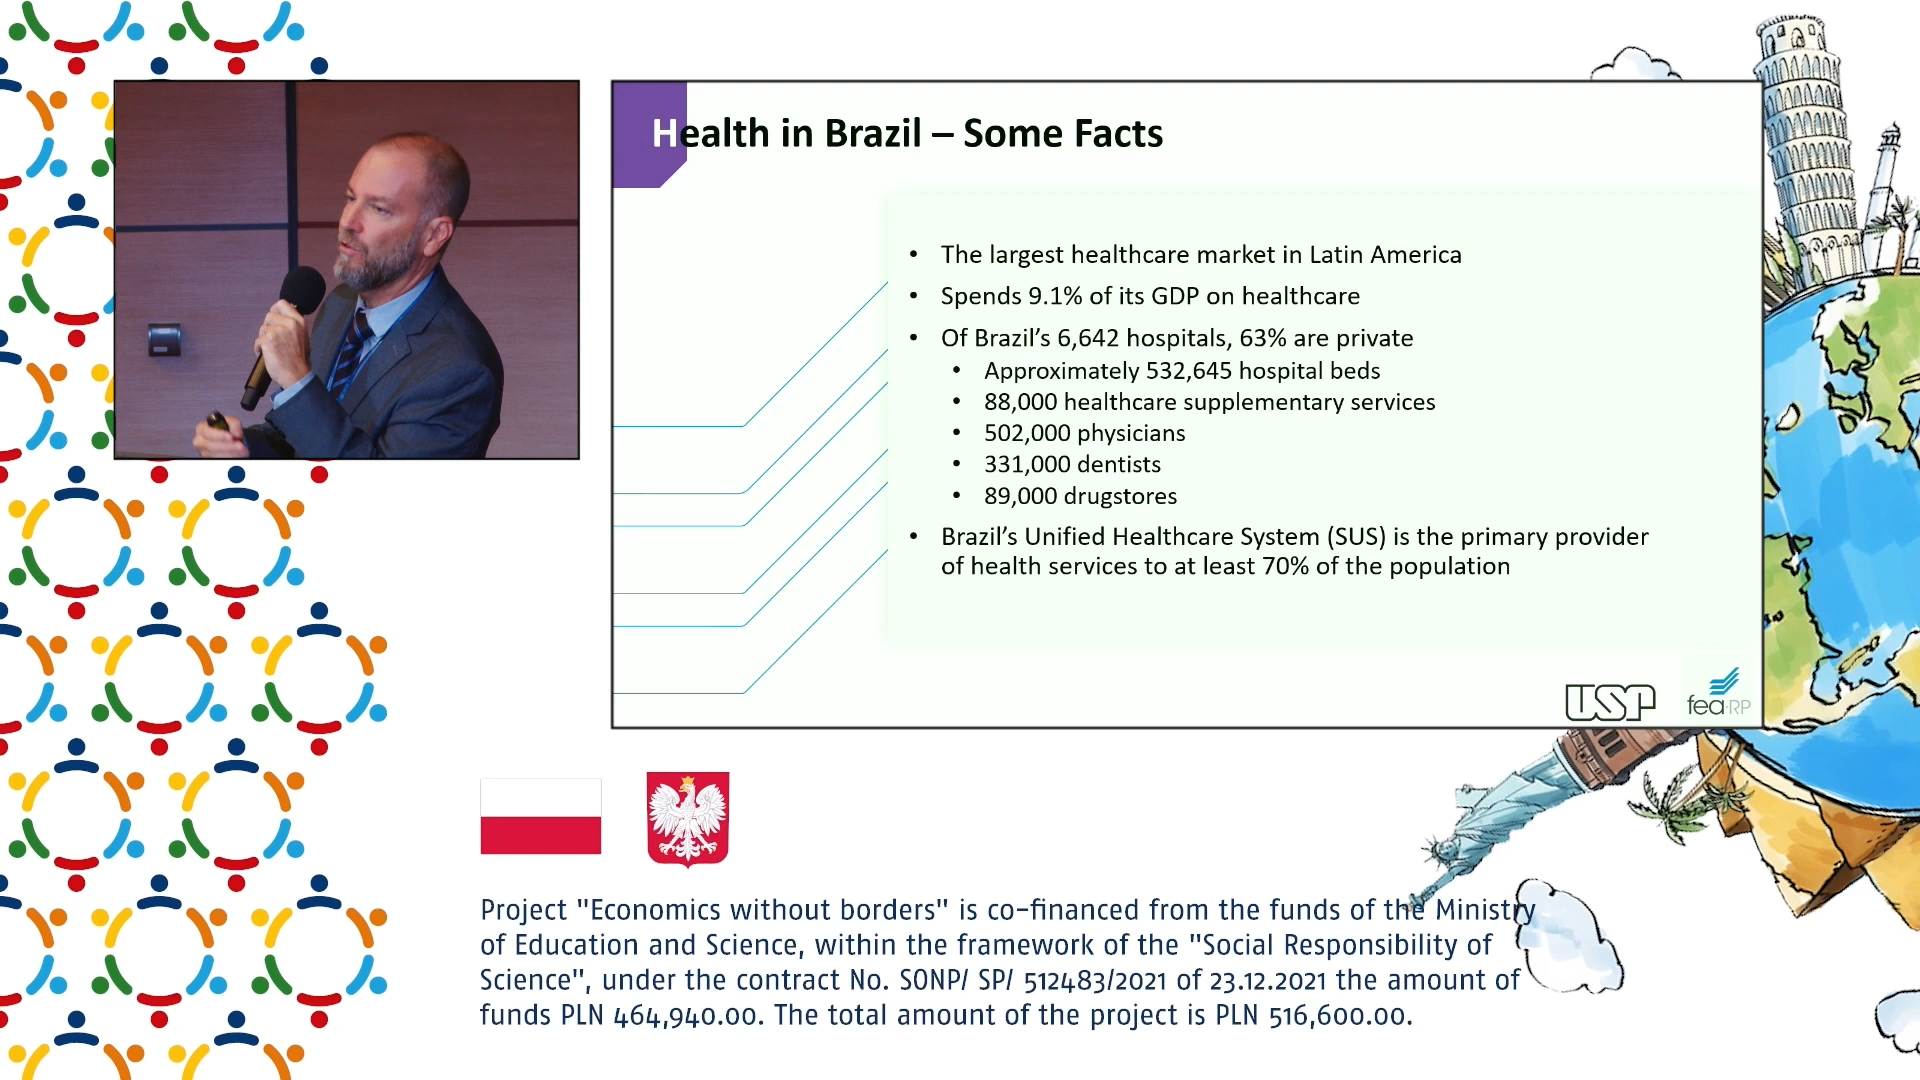 Health in Brazil – Some Facts
• The largest healthcare market in Latin America
• Spends 9.1% of its GDP on healthcare
• Of Brazil’s 6,642 hospitals, 63% are private
• Approximately 532,645 hospital beds
• 88,000 healthcare supplementary services
• 502,000 physicians
• 331,000 dentists
• 89,000 drugstores
• Brazil’s Unified Healthcare System (SUS) is the primary provider
of health services to at least 70% of the population
USP
fea·RP
Project "Economics without borders" is co-financed from the funds of the Ministry
of Education and Science, within the framework of the "Social Responsibility of
Science", under the contract No. SONP/ SP/ 512483/2021 of 23.12.2021 the amount of
funds PLN 464,940.00. The total amount of the project is PLN 516,600.00.